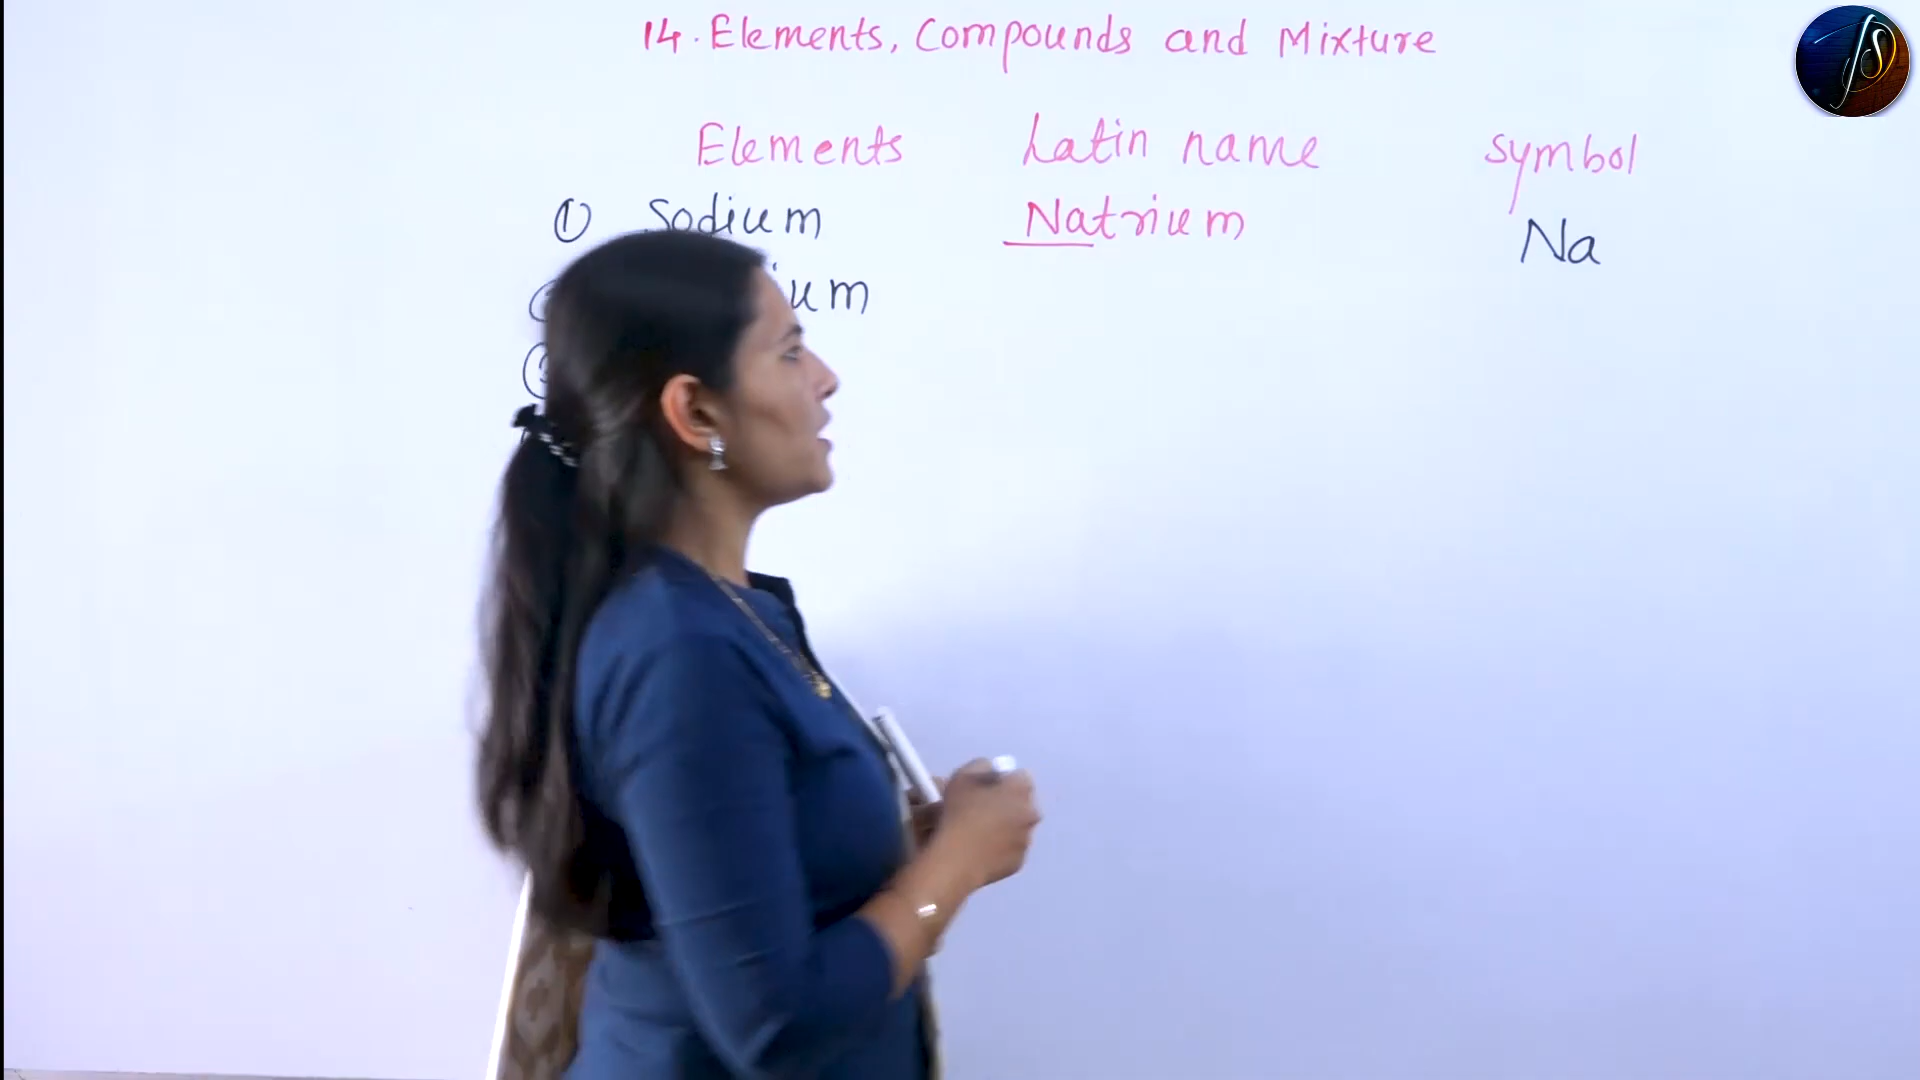 14. Elements, Compounds and Mixture
Elements Latin name Symbol
① Sodium Natrium Na